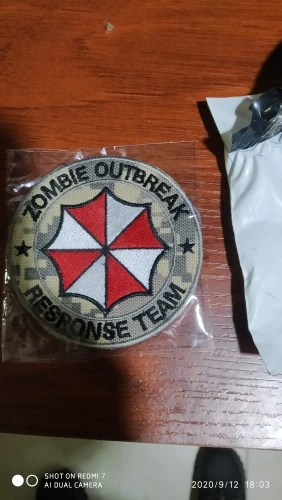 ZOMBIE OUTBREAK
RESPONSE TEAM
SHOT ON REDMI 7
AI DUAL CAMERA
2020/9/12 18:03